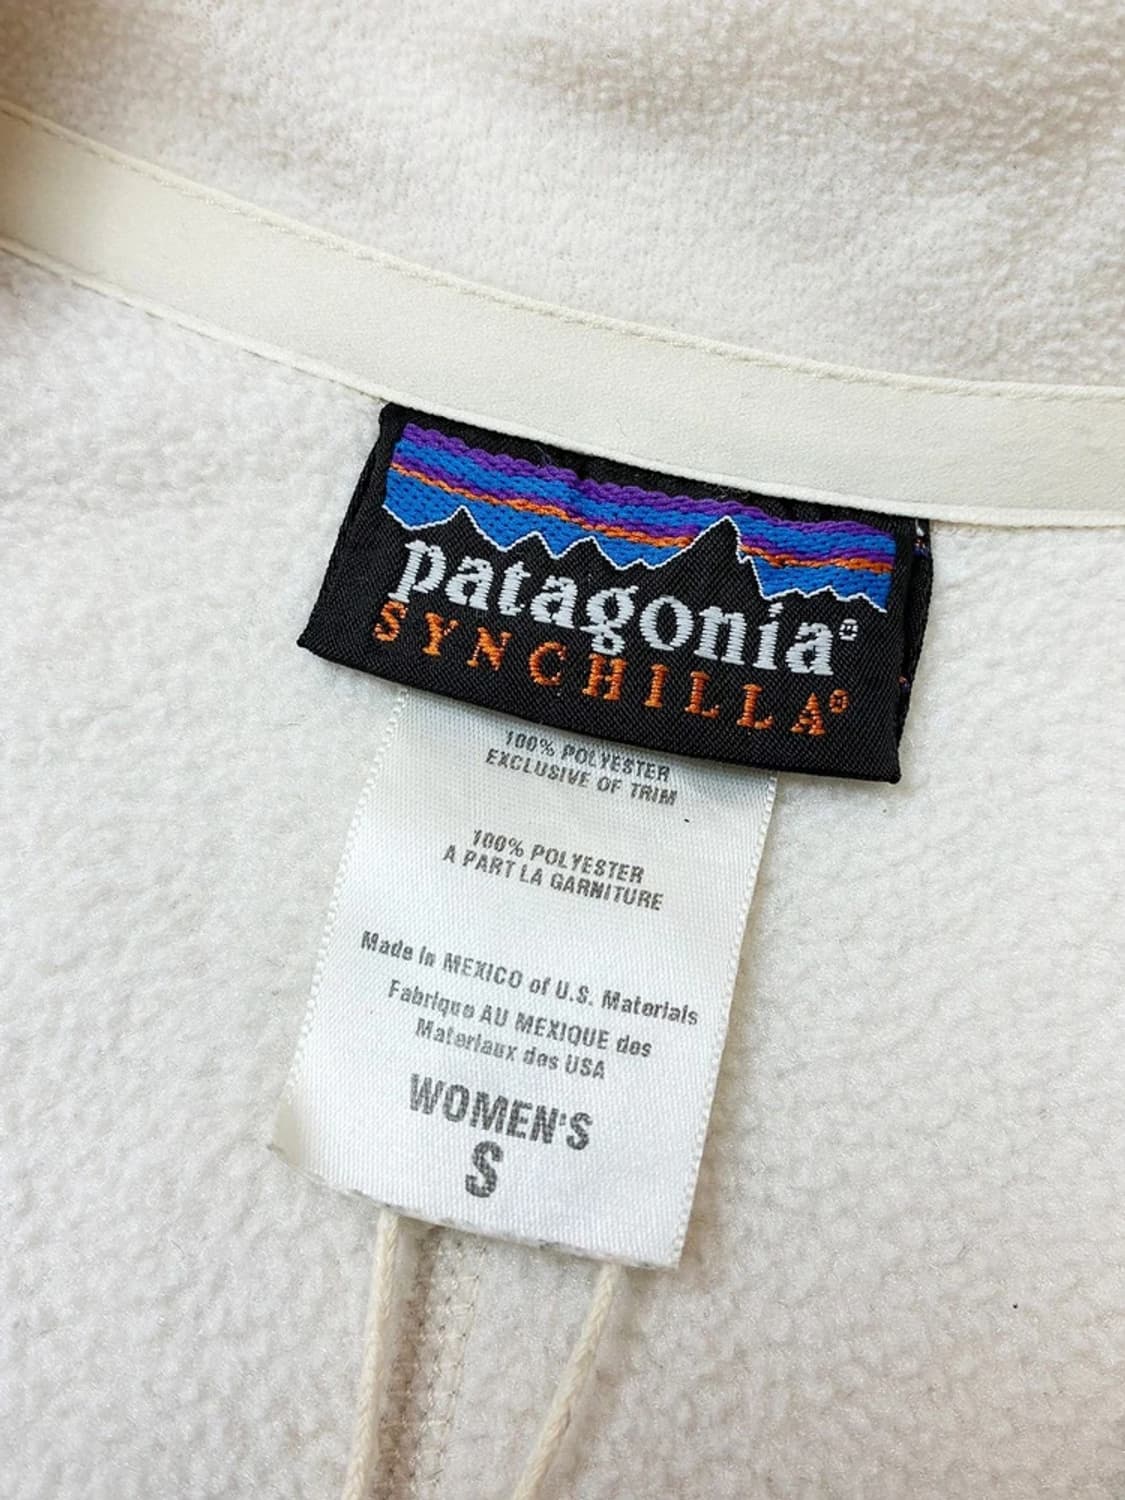 patagonia®
SYNCHILLA®
100% POLYESTER
EXCLUSIVE OF TRIM
100% POLYESTER
A PART LA GARNITURE
Made in MEXICO of U.S. Materials
Fabrique AU MEXIQUE des
Materiaux des USA
WOMEN'S
S